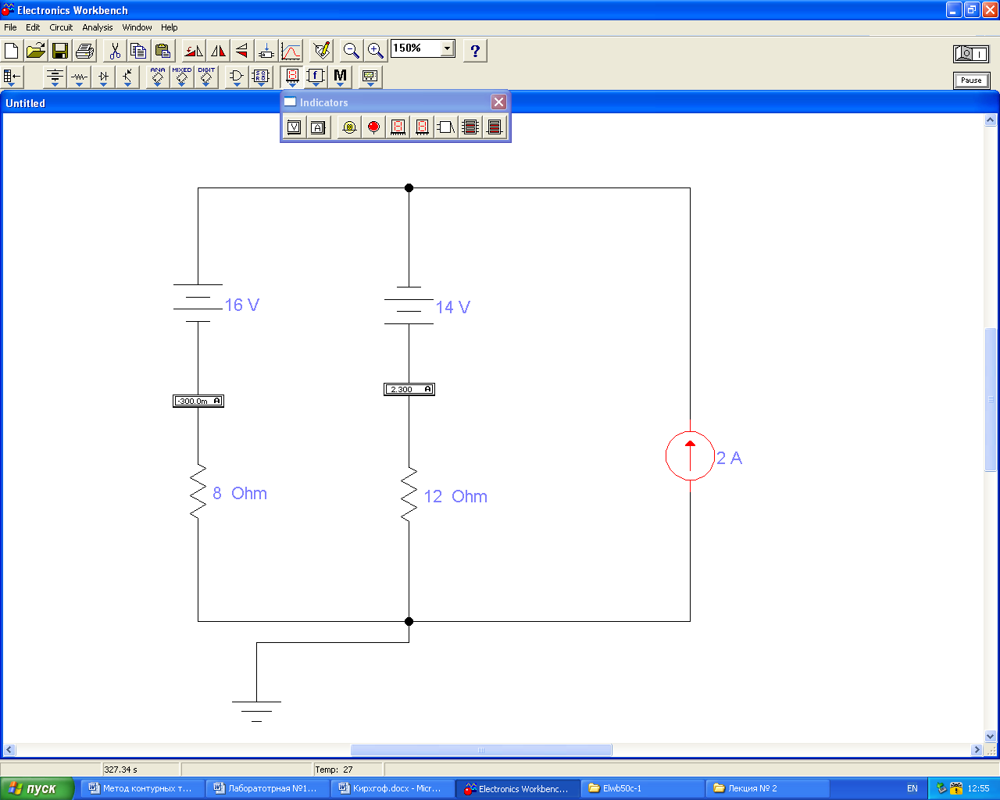 Electronics Workbench
File Edit Circuit Analysis Window Help
150%
?
I
ANA MIXED DIGIT
f M
Pause
Untitled
Indicators
V A
16 V
14 V
2.300 A
-300.0m A
2 A
8 Ohm
12 Ohm
327.34 s
Temp: 27
пуск
Метод контурных т...
Лабораторная №1...
Кирхгоф.docx - Micr...
Electronics Workbenc...
Elwb50c-1
Лекция № 2
EN
12:55